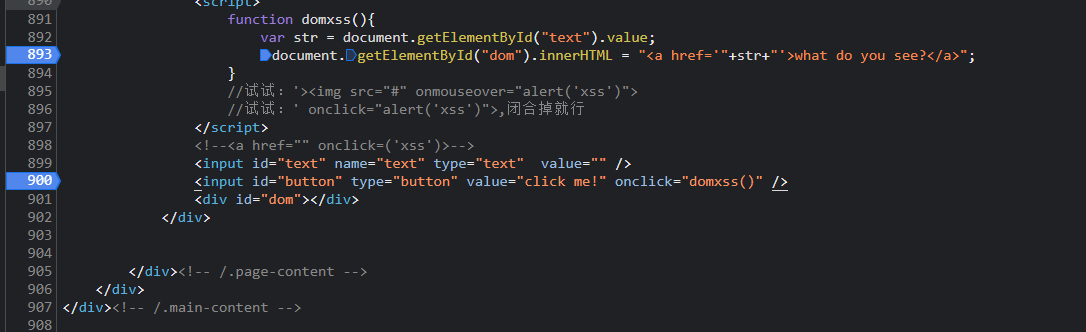 890 <script>
891 function domxss(){
892 var str = document.getElementById("text").value;
893 document.getElementById("dom").innerHTML = "<a href='"+str+"'>what do you see?</a>";
894 }
895 //试试：'><img src="#" onmouseover="alert('xss')">
896 //试试：' onclick="alert('xss')">,闭合掉就行
897 </script>
898 <!--<a href="" onclick=('xss')>-->
899 <input id="text" name="text" type="text"  value="" />
900 <input id="button" type="button" value="click me!" onclick="domxss()" />
901 <div id="dom"></div>
902 </div>
903
904
905 </div><!-- /.page-content -->
906 </div>
907 </div><!-- /.main-content -->
908